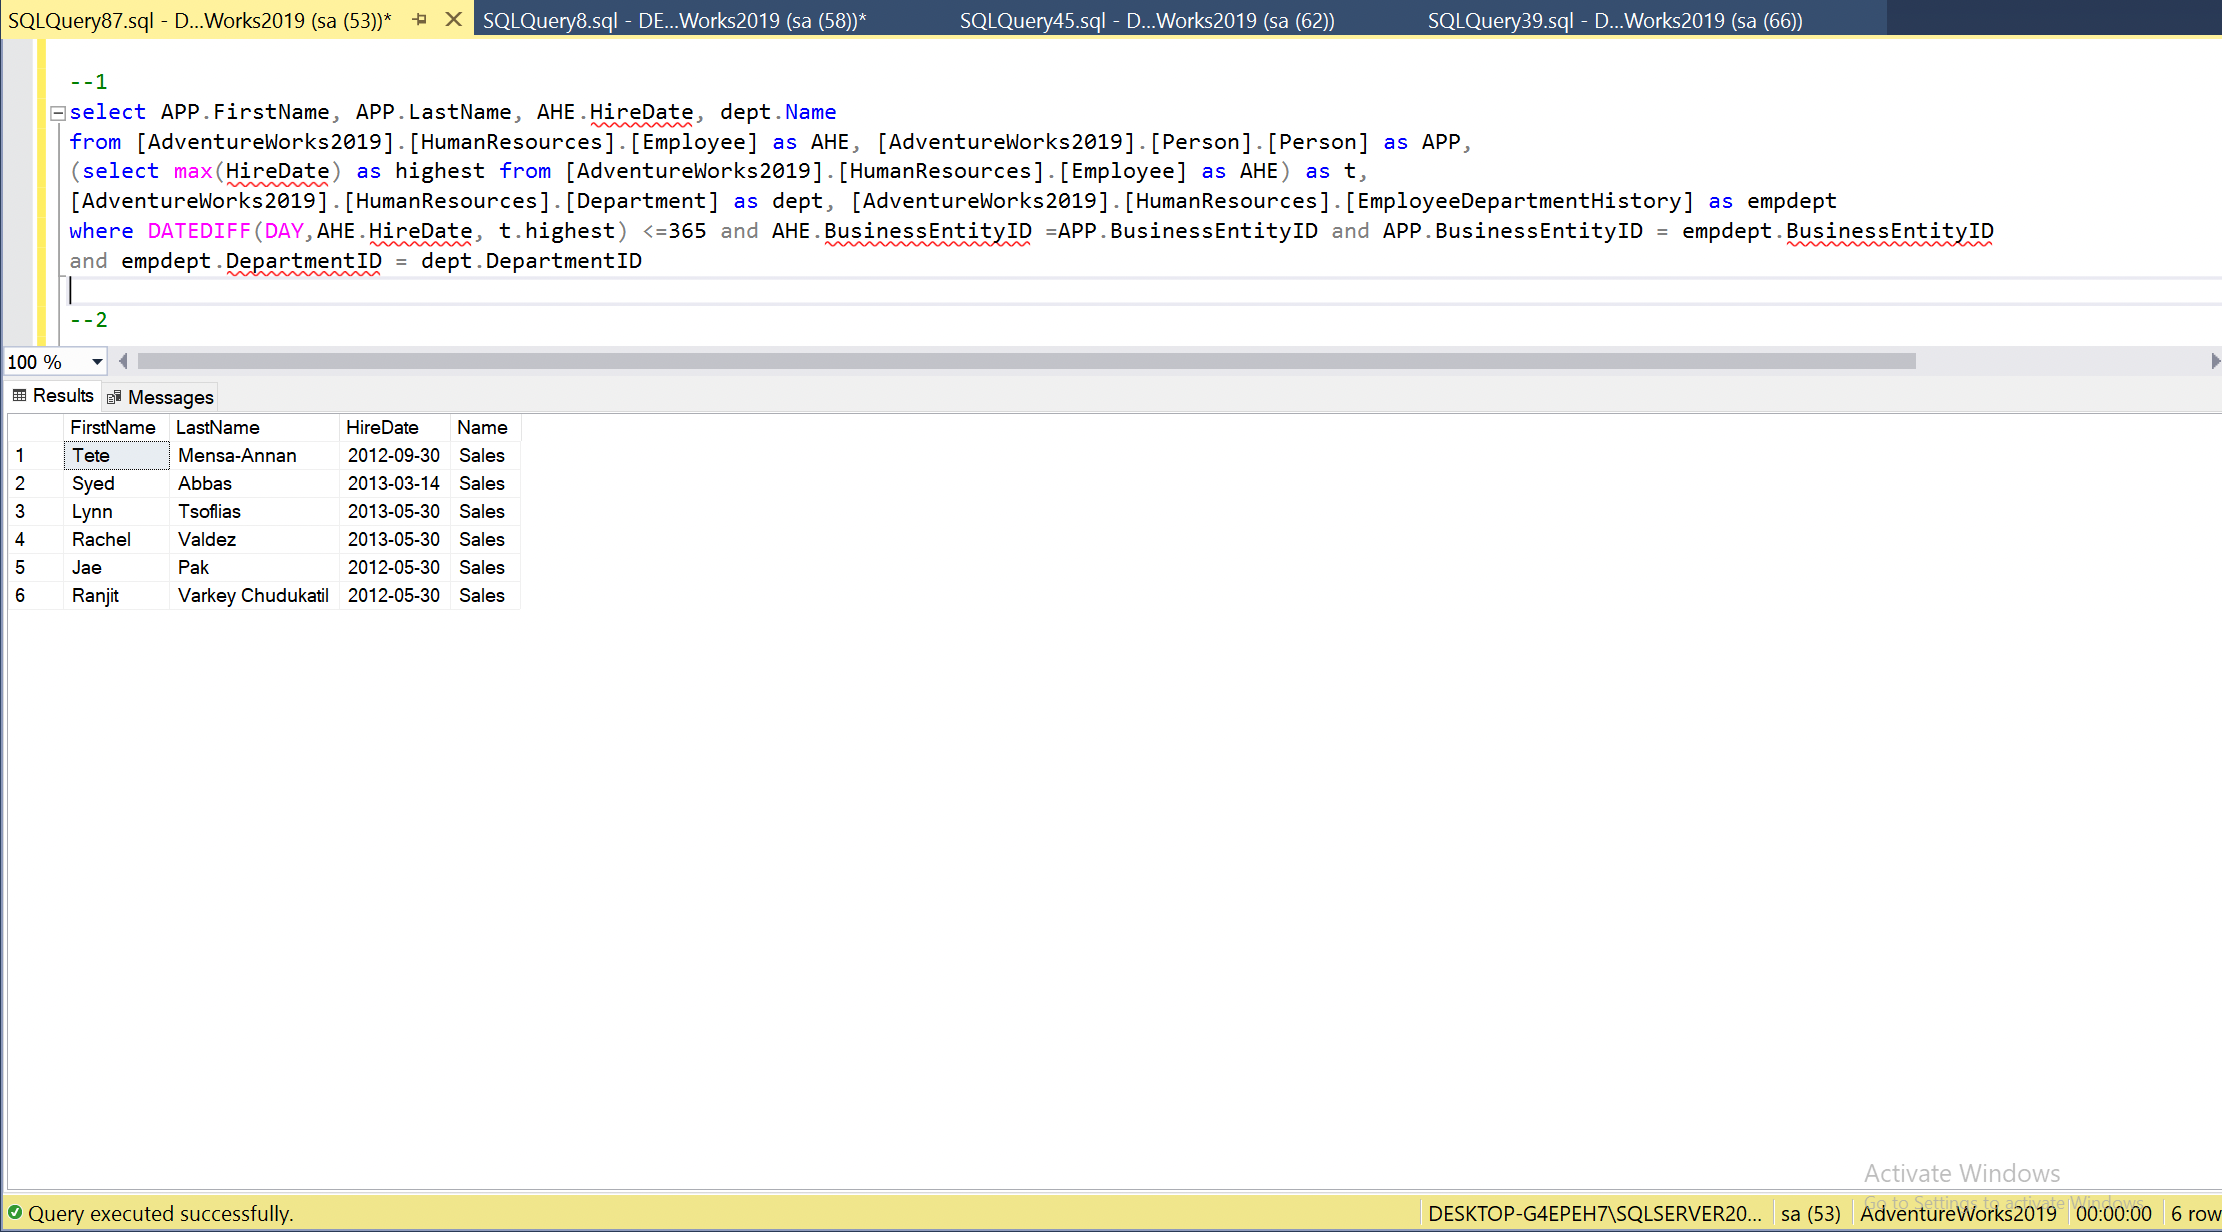 SQLQuery87.sql - D...Works2019 (sa (53))* SQLQuery8.sql - DE...Works2019 (sa (58))* SQLQuery45.sql - D...Works2019 (sa (62)) SQLQuery39.sql - D...Works2019 (sa (66))
--1
select APP.FirstName, APP.LastName, AHE.HireDate, dept.Name
from [AdventureWorks2019].[HumanResources].[Employee] as AHE, [AdventureWorks2019].[Person].[Person] as APP,
(select max(HireDate) as highest from [AdventureWorks2019].[HumanResources].[Employee] as AHE) as t,
[AdventureWorks2019].[HumanResources].[Department] as dept, [AdventureWorks2019].[HumanResources].[EmployeeDepartmentHistory] as empdept
where DATEDIFF(DAY,AHE.HireDate, t.highest) <=365 and AHE.BusinessEntityID =APP.BusinessEntityID and APP.BusinessEntityID = empdept.BusinessEntityID
and empdept.DepartmentID = dept.DepartmentID
--2
100 %
Results Messages
FirstName LastName HireDate Name
1 Tete Mensa-Annan 2012-09-30 Sales
2 Syed Abbas 2013-03-14 Sales
3 Lynn Tsoflias 2013-05-30 Sales
4 Rachel Valdez 2013-05-30 Sales
5 Jae Pak 2012-05-30 Sales
6 Ranjit Varkey Chudukatil 2012-05-30 Sales
Activate Windows
Go to Settings to activate Windows.
Query executed successfully. DESKTOP-G4EPEH7\SQLSERVER20... sa (53) AdventureWorks2019 00:00:00 6 row